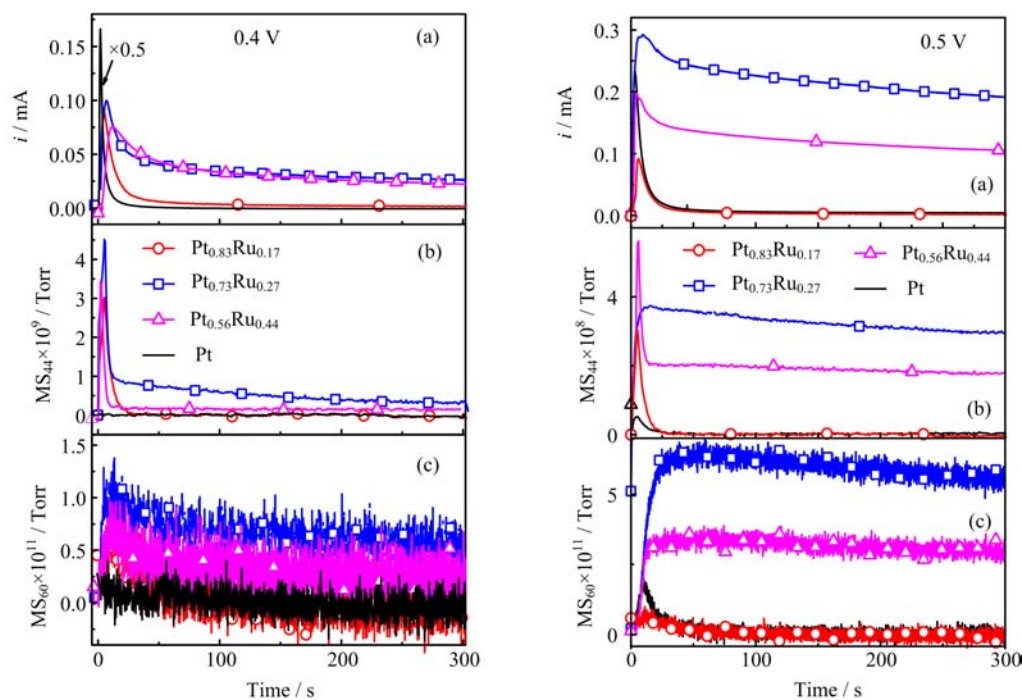 0.4 V
(a)
×0.5
0.15
0.10
0.05
0.00
i / mA
(b)
Pt0.83Ru0.17
Pt0.73Ru0.27
Pt0.56Ru0.44
Pt
4
3
2
1
0
MS44×10^9 / Torr
(c)
1.5
1.0
0.5
0.0
MS60×10^11 / Torr
0 100 200 300
Time / s
0.5 V
0.3
0.2
0.1
0.0
i / mA
(a)
Pt0.83Ru0.17 Pt0.56Ru0.44
Pt0.73Ru0.27 Pt
4
2
0
MS44×10^8 / Torr
(b)
5
0
MS60×10^11 / Torr
(c)
0 100 200 300
Time / s